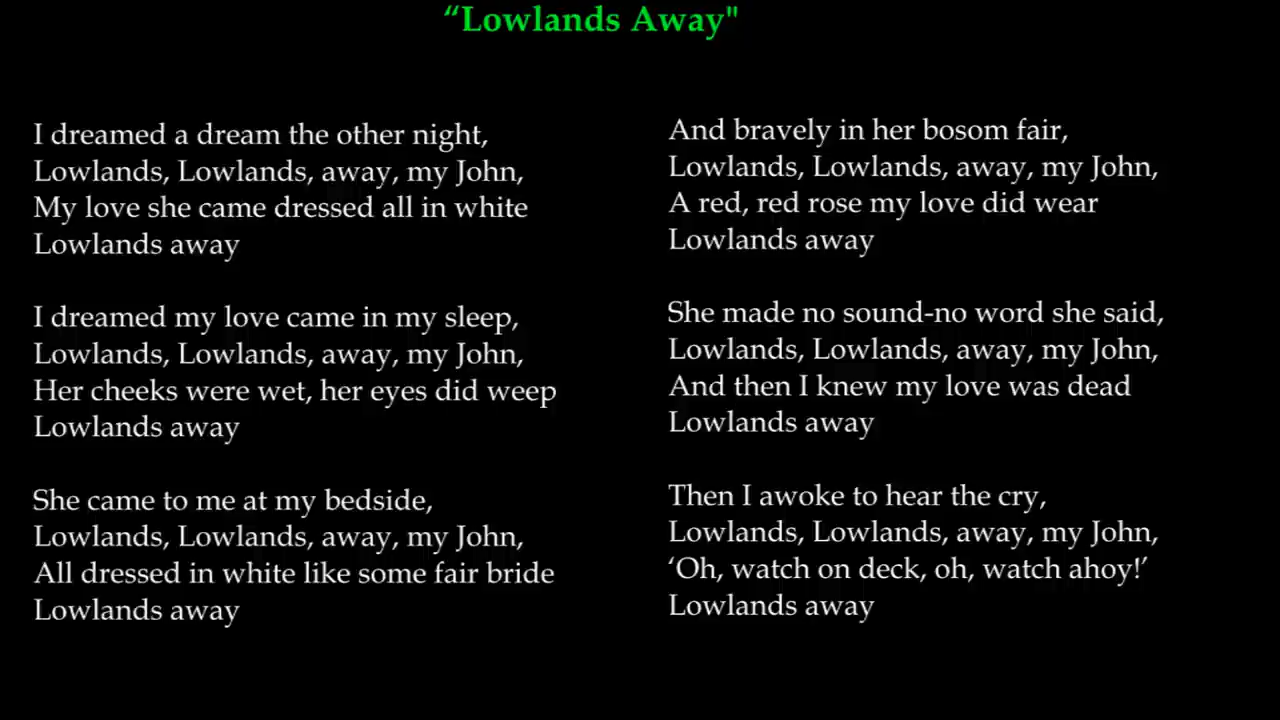 “Lowlands Away"
I dreamed a dream the other night,
Lowlands, Lowlands, away, my John,
My love she came dressed all in white
Lowlands away
I dreamed my love came in my sleep,
Lowlands, Lowlands, away, my John,
Her cheeks were wet, her eyes did weep
Lowlands away
She came to me at my bedside,
Lowlands, Lowlands, away, my John,
All dressed in white like some fair bride
Lowlands away
And bravely in her bosom fair,
Lowlands, Lowlands, away, my John,
A red, red rose my love did wear
Lowlands away
She made no sound-no word she said,
Lowlands, Lowlands, away, my John,
And then I knew my love was dead
Lowlands away
Then I awoke to hear the cry,
Lowlands, Lowlands, away, my John,
‘Oh, watch on deck, oh, watch ahoy!’
Lowlands away